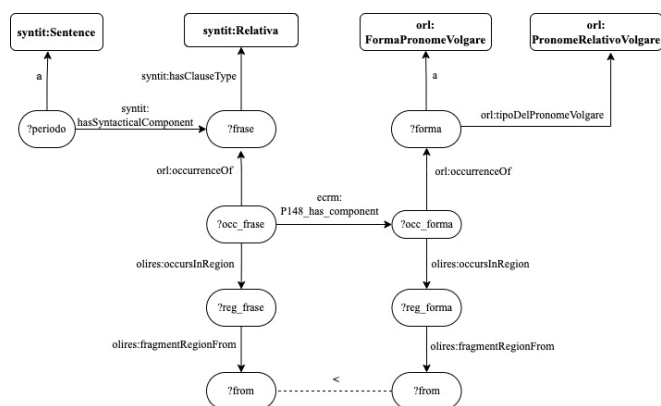 syntit:Sentence
syntit:Relativa
orl:
FormaPronomeVolgare
orl:
PronomeRelativoVolgare
a
syntit:hasClauseType
a
orl:tipoDelPronomeVolgare
?periodo
syntit:
hasSyntacticalComponent
?frase
?forma
orl:occurrenceOf
orl:occurrenceOf
?occ_frase
ecrm:
P148_has_component
?occ_forma
olires:occursInRegion
olires:occursInRegion
?reg_frase
?reg_forma
olires:fragmentRegionFrom
olires:fragmentRegionFrom
?from
<
?from